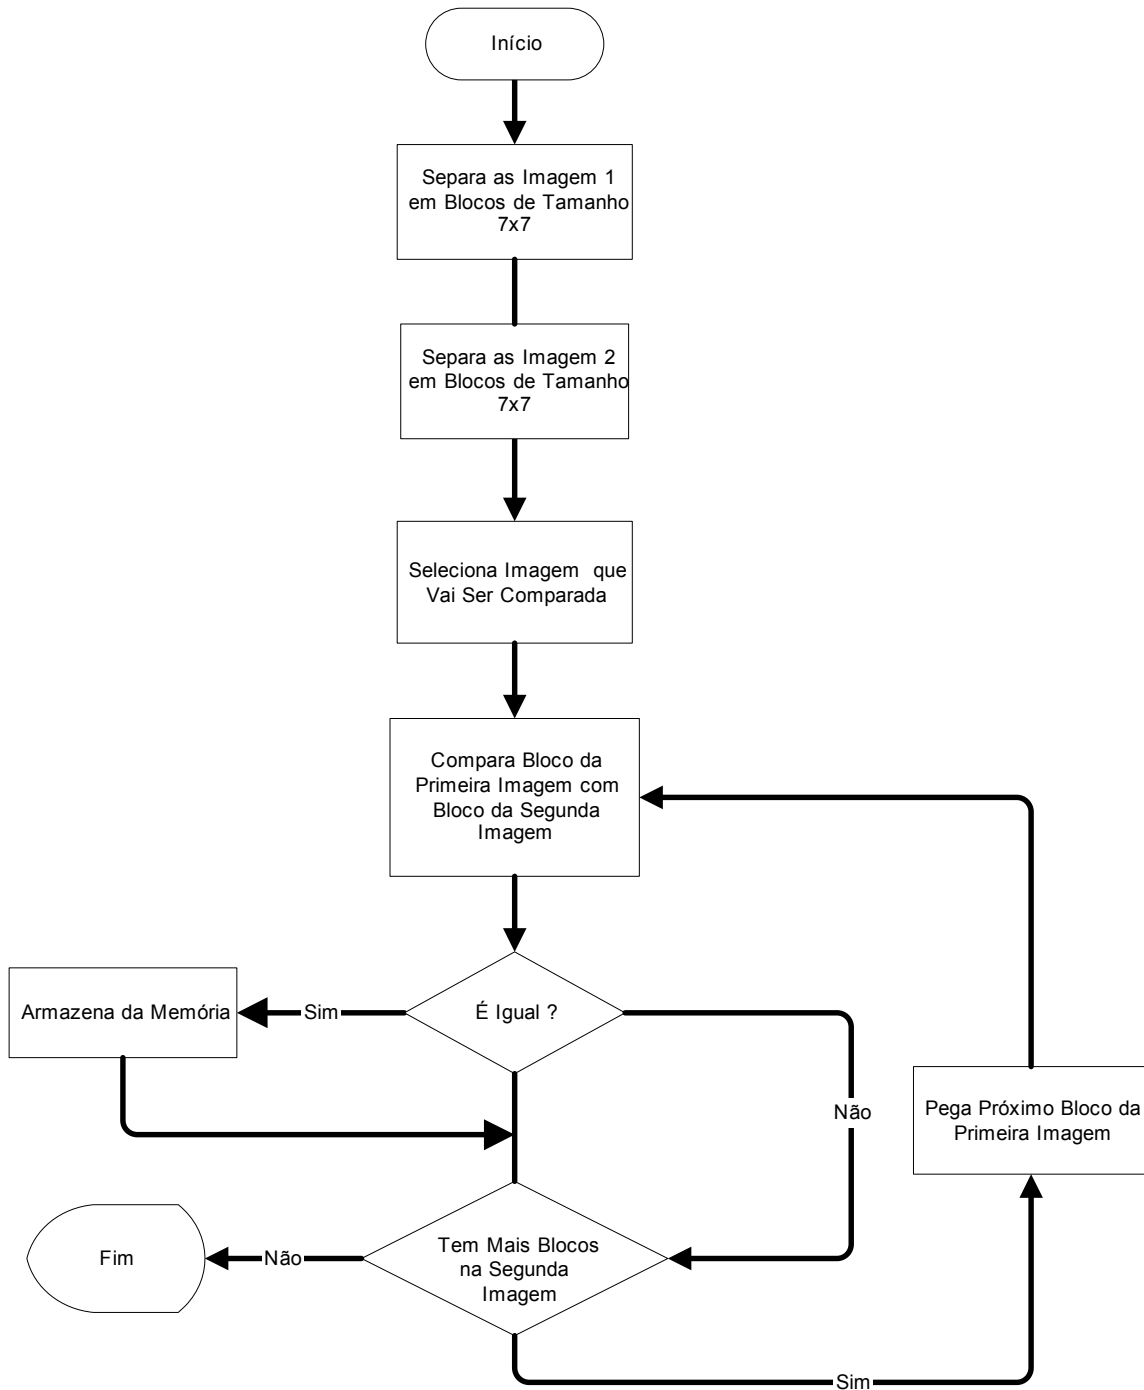 Início
Separa as Imagem 1
em Blocos de Tamanho
7x7
Separa as Imagem 2
em Blocos de Tamanho
7x7
Seleciona Imagem que
Vai Ser Comparada
Compara Bloco da
Primeira Imagem com
Bloco da Segunda
Imagem
Armazena da Memória
Sim
É Igual ?
Não
Pega Próximo Bloco da
Primeira Imagem
Fim
Não
Tem Mais Blocos
na Segunda
Imagem
Sim